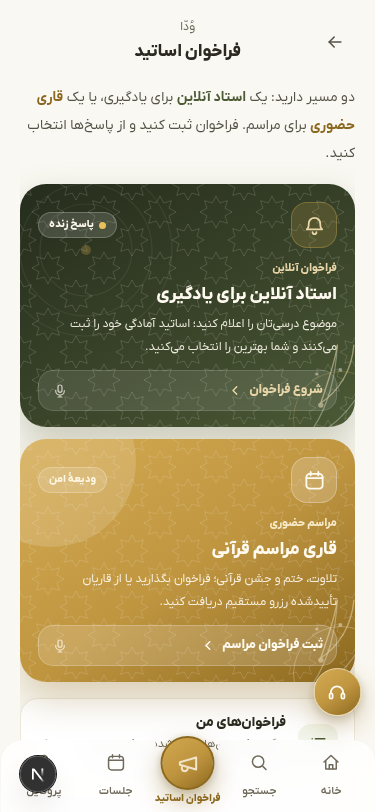 وُدّا
فراخوان اساتید
دو مسیر دارید: یک استاد آنلاین برای یادگیری، یا یک قاری
حضوری برای مراسم. فراخوان ثبت کنید و از پاسخ‌ها انتخاب
کنید.
پاسخ زنده
فراخوان آنلاین
استاد آنلاین برای یادگیری
موضوع درسی‌تان را اعلام کنید؛ اساتید آمادگی خود را ثبت
می‌کنند و شما بهترین را انتخاب می‌کنید.
شروع فراخوان
ودیعهٔ امن
مراسم حضوری
قاری مراسم قرآنی
تلاوت، ختم و جشن قرآنی؛ فراخوان بگذارید یا از قاریان
تأییدشده رزرو مستقیم دریافت کنید.
ثبت فراخوان مراسم
فراخوان‌های من
خانه
جستجو
فراخوان اساتید
جلسات
پروفایل
N